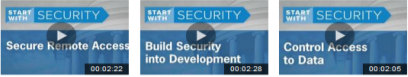 START WITH SECURITY
Secure Remote Access
00:02:22
START WITH SECURITY
Build Security
into Development
00:02:28
START WITH SECURITY
Control Access
to Data
00:02:05